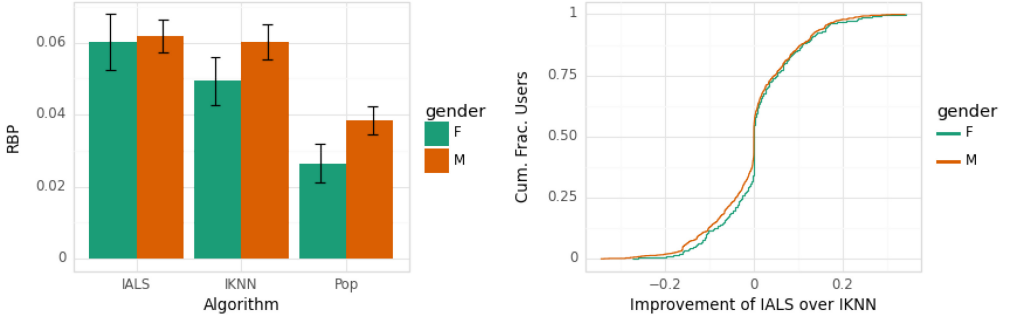 0.06
0.04
0.02
0
RBP
IALS
IKNN
Pop
Algorithm
gender
F
M
1
0.75
0.50
0.25
0
Cum. Frac. Users
−0.2
0
0.2
Improvement of IALS over IKNN
gender
F
M